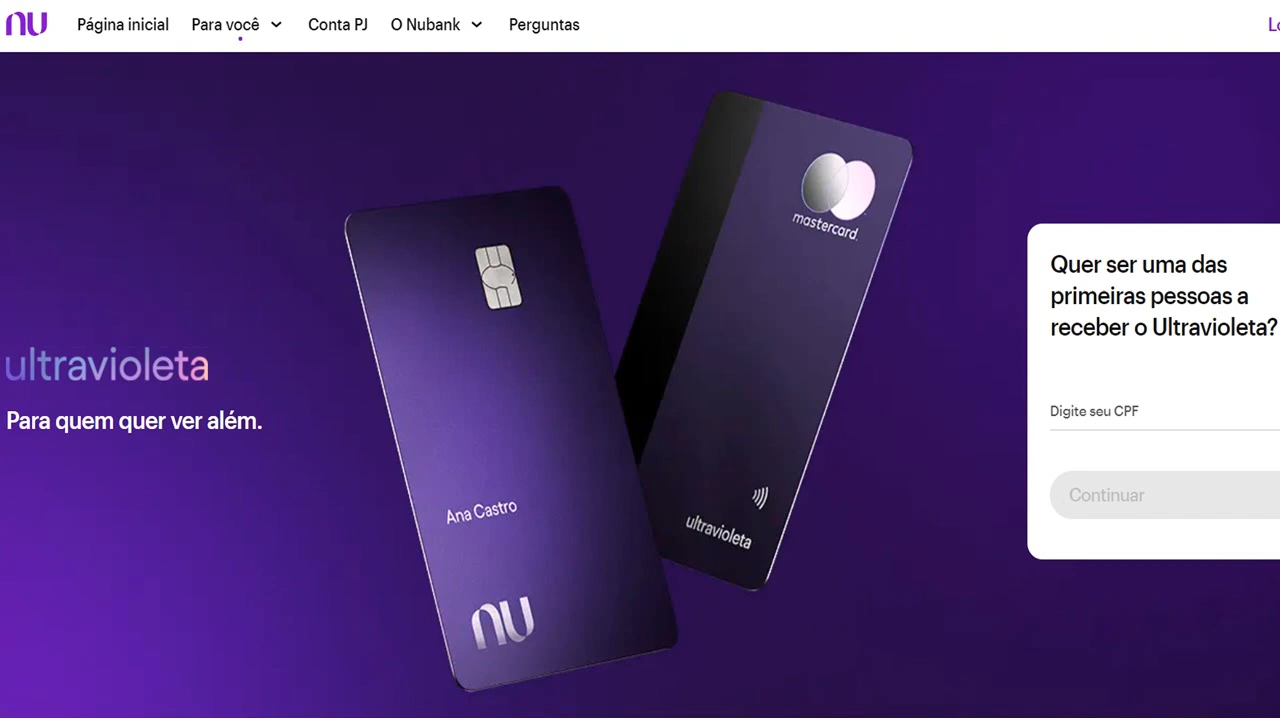 nu
Página inicial
Para você
Conta PJ
O Nubank
Perguntas
ultravioleta
Para quem quer ver além.
Ana Castro
nu
mastercard
ultravioleta
Quer ser uma das
primeiras pessoas a
receber o Ultravioleta?
Digite seu CPF
Continuar